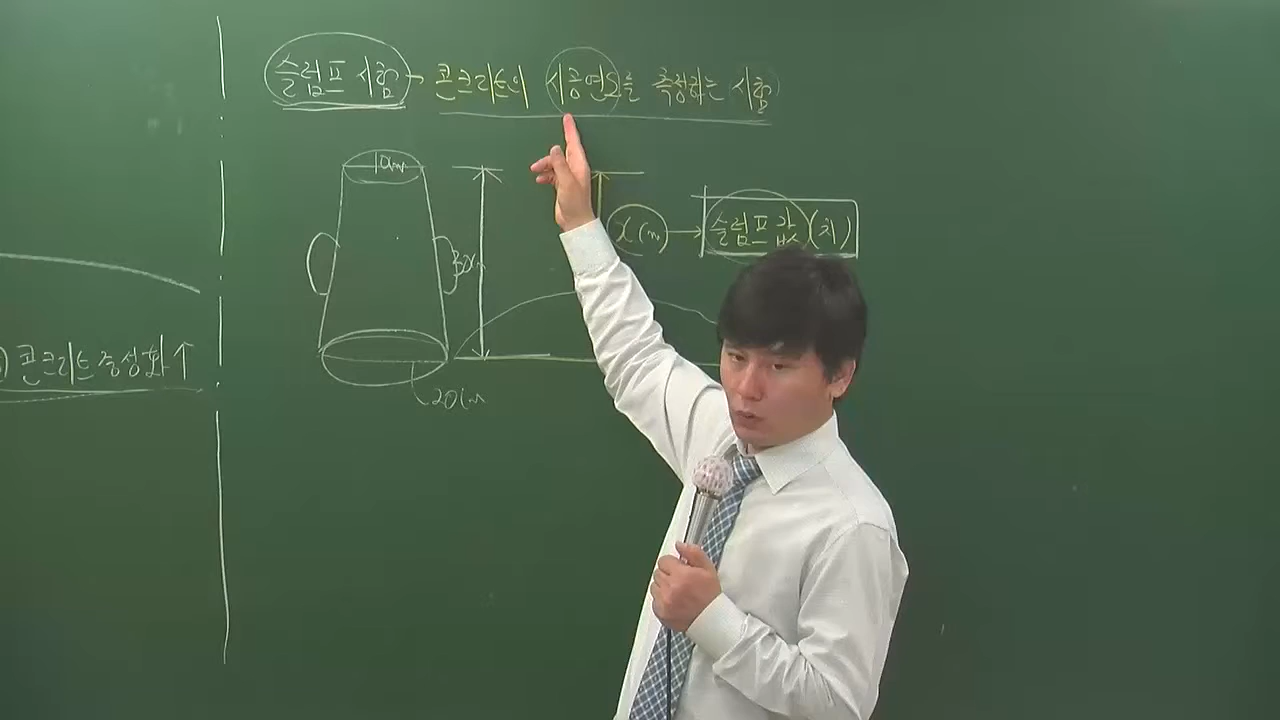 슬럼프 시험 - 콘크리트의 시공연도를 측정하는 시험
10cm
30cm
x cm → 슬럼프 값 (치)
콘크리트 중성화 ↑
20cm